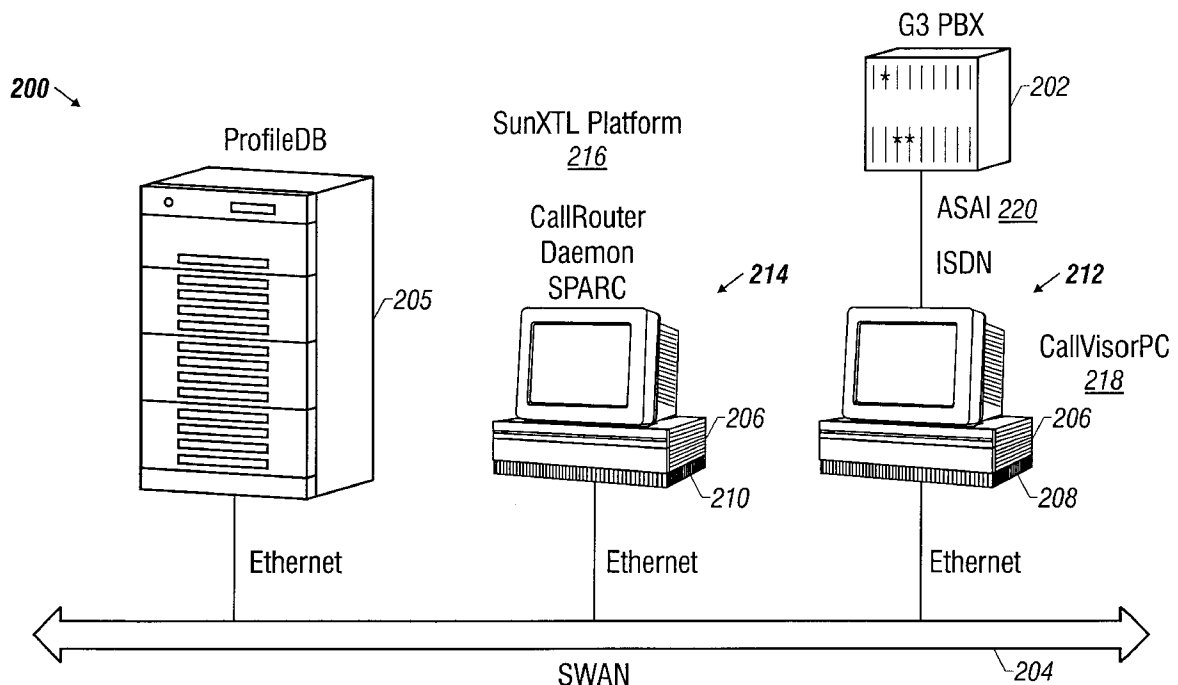 G3 PBX
200
202
ProfileDB
SunXTL Platform
216
ASAI 220
CallRouter
Daemon
SPARC
ISDN
214
212
205
CallVisorPC
218
206
206
210
208
Ethernet
Ethernet
Ethernet
SWAN
204